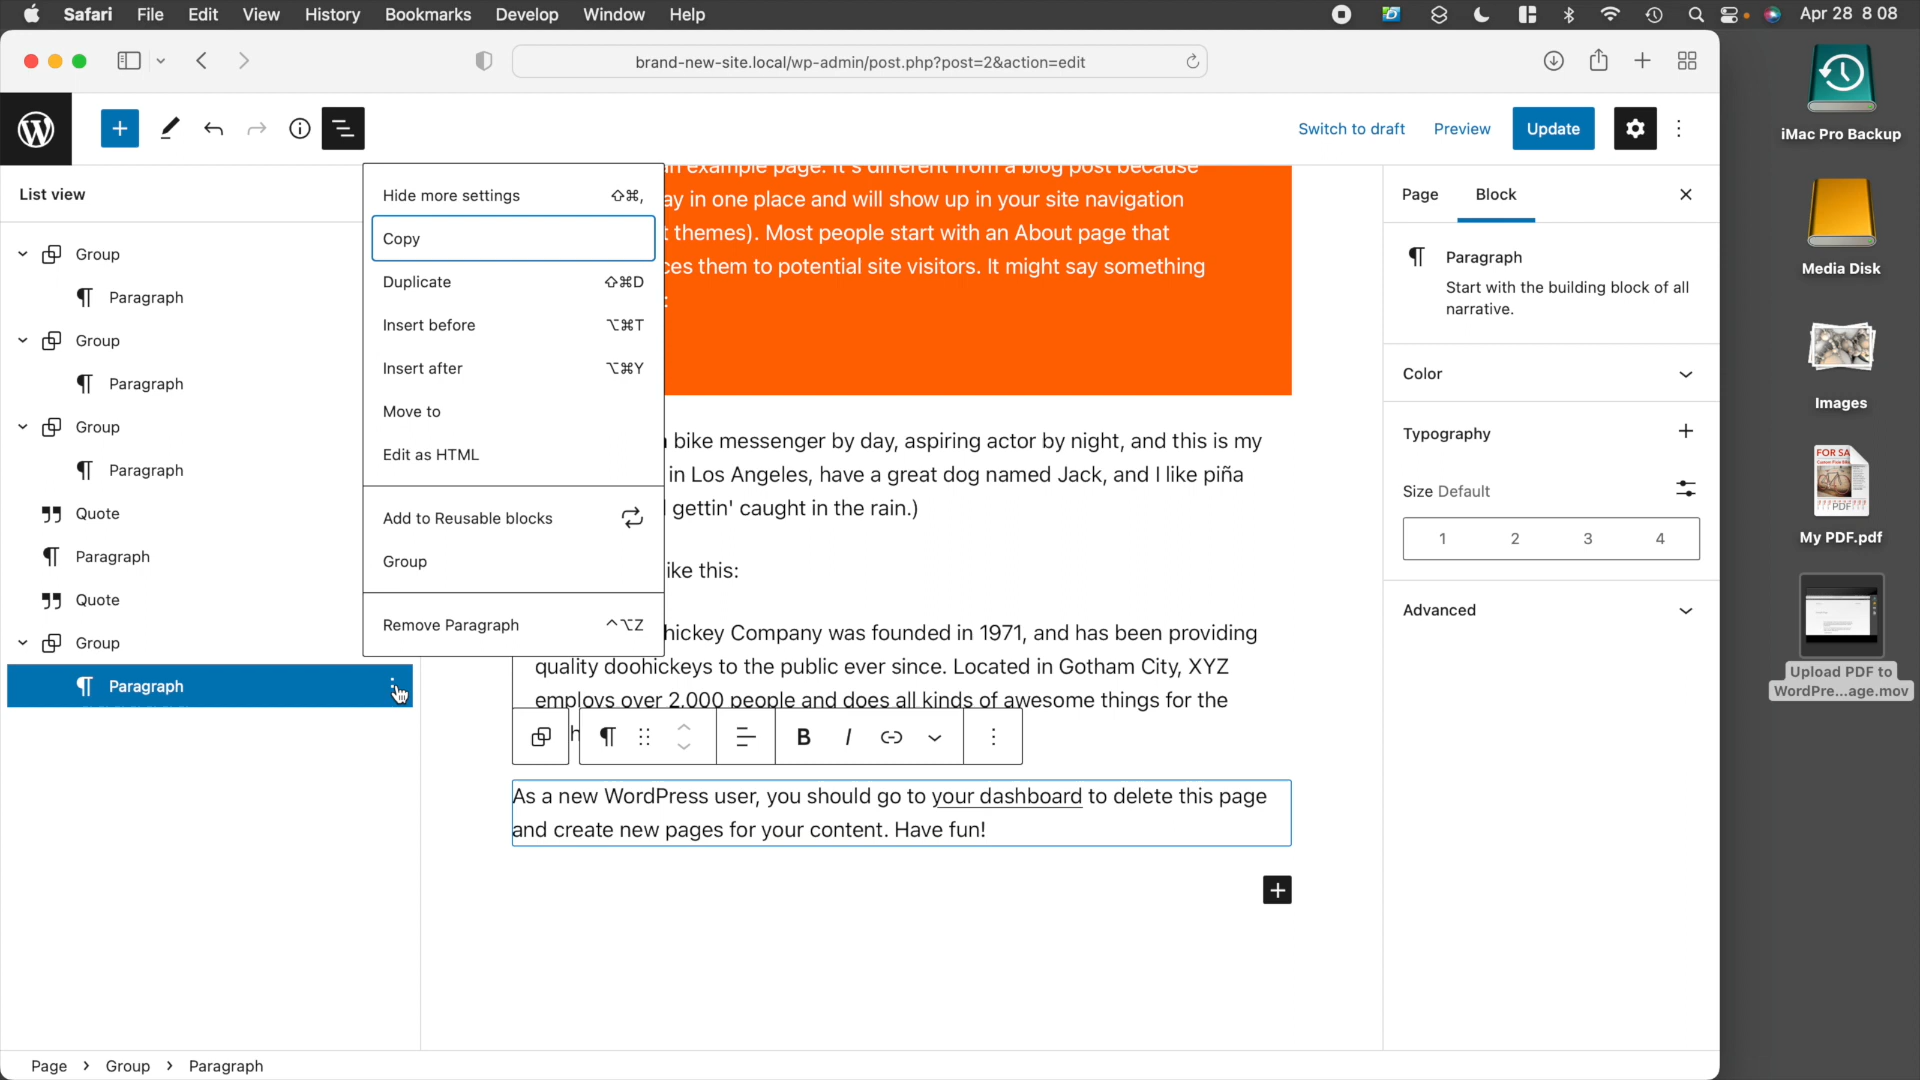 Safari File Edit View History Bookmarks Develop Window Help
Apr 28 8 08
brand-new-site.local/wp-admin/post.php?post=2&action=edit
Switch to draft Preview Update
List view
Group
Paragraph
Group
Paragraph
Group
Paragraph
Quote
Paragraph
Quote
Group
Paragraph
Hide more settings ⇧⌘,
Copy
Duplicate ⇧⌘D
Insert before ⌥⌘T
Insert after ⌥⌘Y
Move to
Edit as HTML
Add to Reusable blocks
Group
Remove Paragraph ^⌥Z
example page. It's different from a blog post because
ay in one place and will show up in your site navigation
t themes). Most people start with an About page that
ces them to potential site visitors. It might say something
:
bike messenger by day, aspiring actor by night, and this is my
in Los Angeles, have a great dog named Jack, and I like piña
gettin' caught in the rain.)
ike this:
hickey Company was founded in 1971, and has been providing
quality doohickeys to the public ever since. Located in Gotham City, XYZ
employs over 2,000 people and does all kinds of awesome things for the
B I
As a new WordPress user, you should go to your dashboard to delete this page
and create new pages for your content. Have fun!
Page Block
Paragraph
Start with the building block of all
narrative.
Color
Typography
Size Default
1 2 3 4
Advanced
Page > Group > Paragraph
iMac Pro Backup
Media Disk
Images
FOR SA
PDF
My PDF.pdf
Upload PDF to
WordPre...age.mov